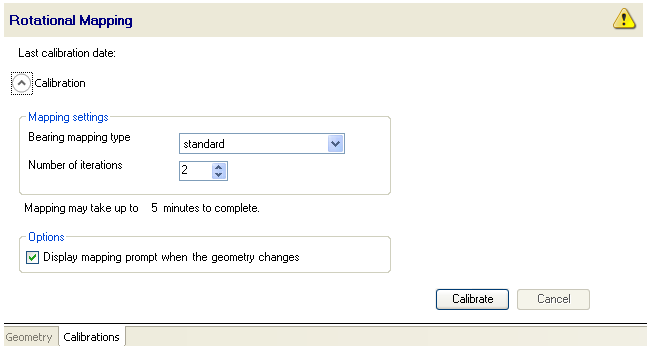 Rotational Mapping
Last calibration date:
Calibration
Mapping settings
Bearing mapping type standard
Number of iterations 2
Mapping may take up to 5 minutes to complete.
Options
Display mapping prompt when the geometry changes
Calibrate Cancel
Geometry Calibrations